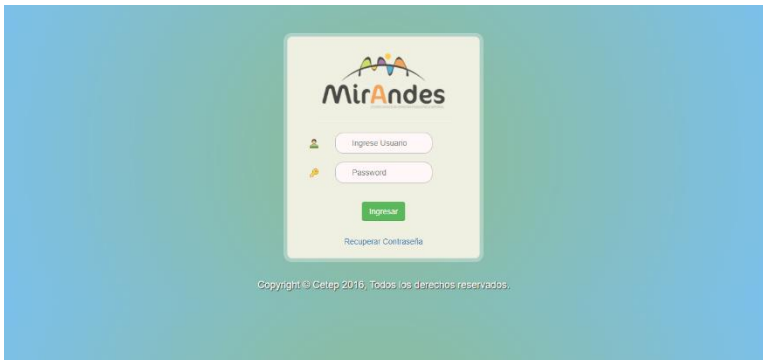 MirAndes
Ingrese Usuario
Password
Ingresar
Recuperar Contraseña
Copyright © Cetep 2016, Todos los derechos reservados.